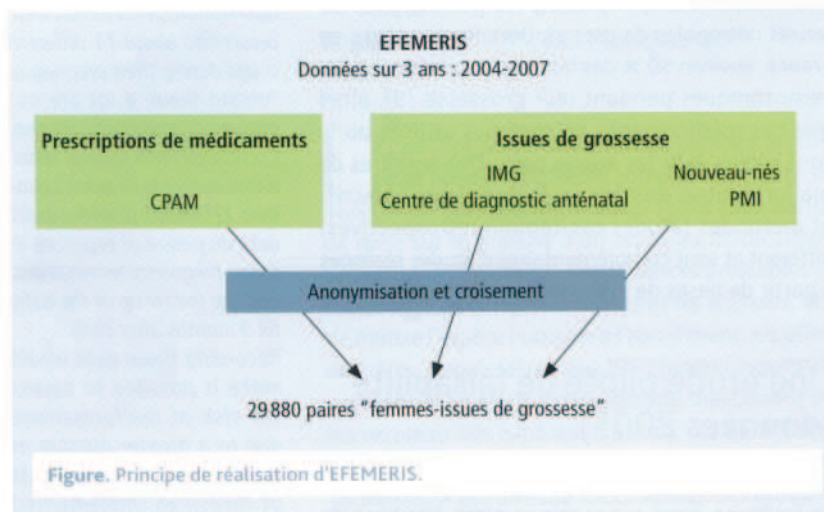 EFEMERIS
Données sur 3 ans : 2004-2007
Prescriptions de médicaments
CPAM
Issues de grossesse
IMG
Centre de diagnostic anténatal
Nouveau-nés
PMI
Anonymisation et croisement
29 880 paires "femmes-issues de grossesse"
Figure. Principe de réalisation d'EFEMERIS.